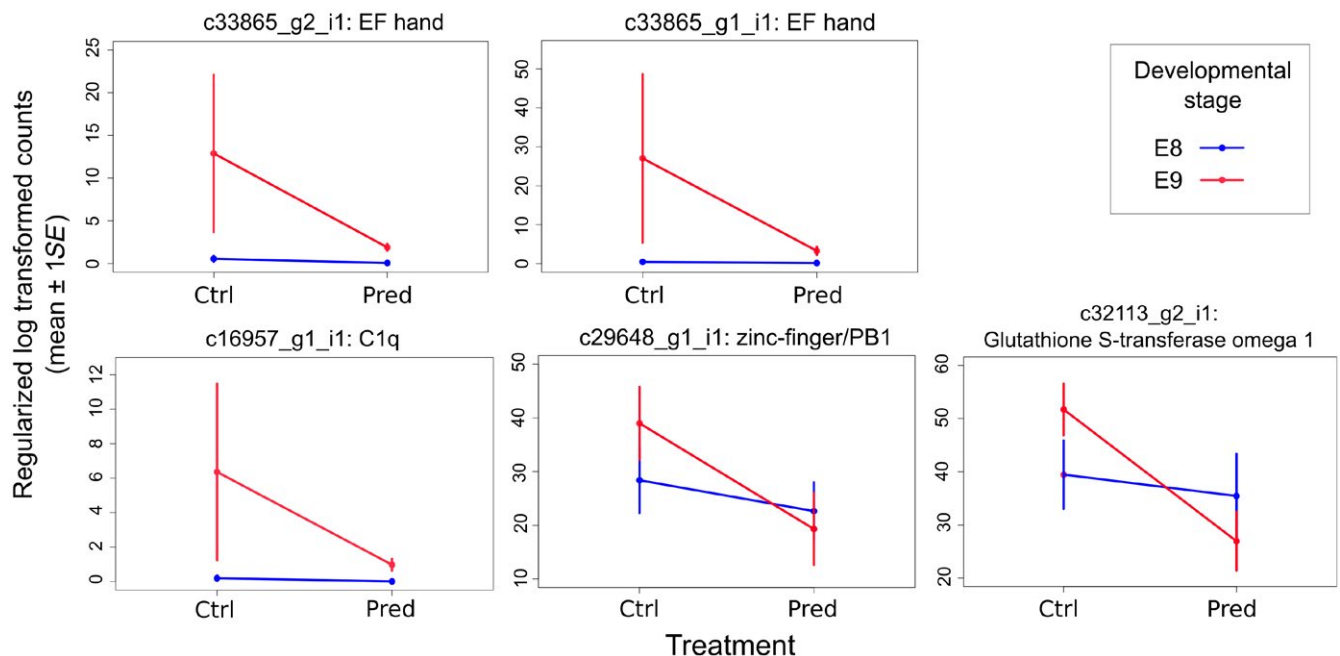 c33865_g2_i1: EF hand
c33865_g1_i1: EF hand
Regularized log transformed counts
(mean ± 1SE)
25
20
15
10
5
0
Ctrl
Pred
50
40
30
20
10
0
Ctrl
Pred
Developmental
stage
E8
E9
c16957_g1_i1: C1q
12
10
8
6
4
2
0
Ctrl
Pred
c29648_g1_i1: zinc-finger/PB1
50
40
30
20
10
Ctrl
Pred
c32113_g2_i1:
Glutathione S-transferase omega 1
60
50
40
30
20
Ctrl
Pred
Treatment